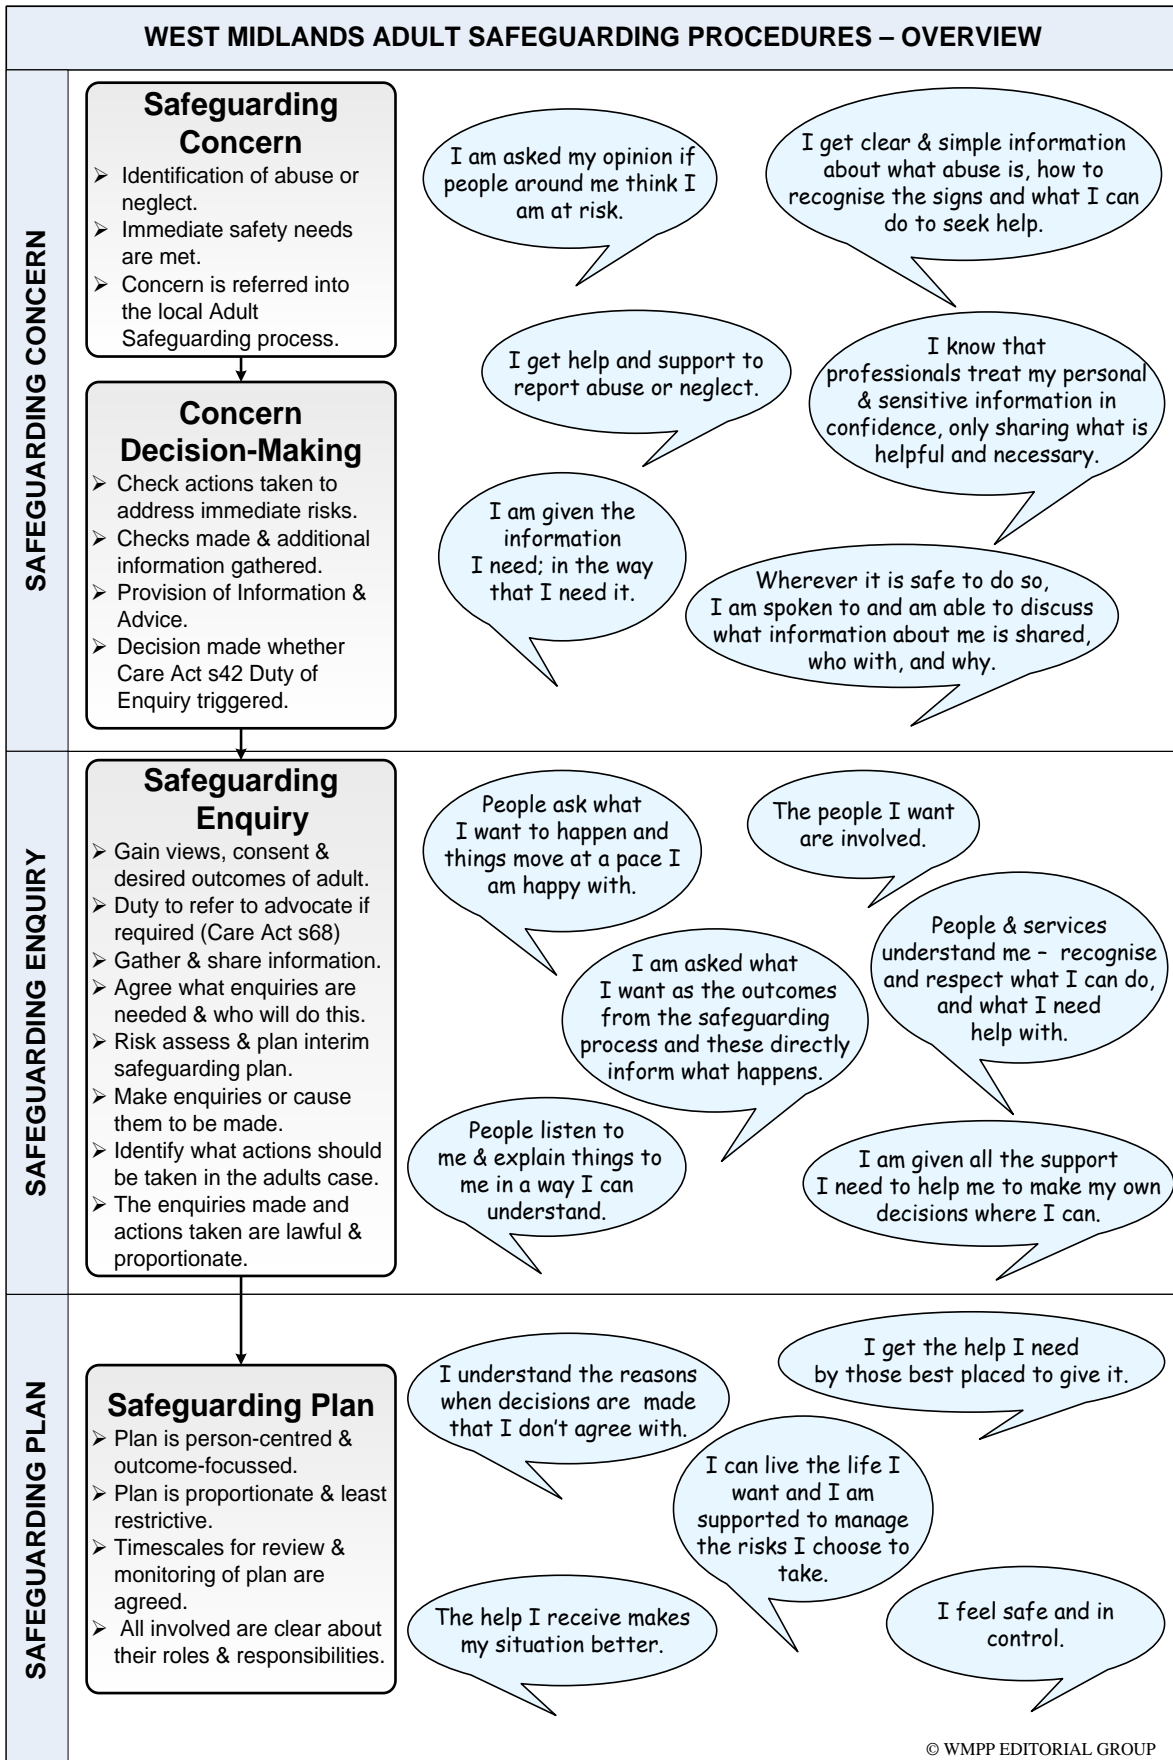 WEST MIDLANDS ADULT SAFEGUARDING PROCEDURES – OVERVIEW
SAFEGUARDING CONCERN
Safeguarding
Concern
➢ Identification of abuse or
neglect.
➢ Immediate safety needs
are met.
➢ Concern is referred into
the local Adult
Safeguarding process.
Concern
Decision-Making
➢ Check actions taken to
address immediate risks.
➢ Checks made & additional
information gathered.
➢ Provision of Information &
Advice.
➢ Decision made whether
Care Act s42 Duty of
Enquiry triggered.
I am asked my opinion if
people around me think I
am at risk.
I get clear & simple information
about what abuse is, how to
recognise the signs and what I can
do to seek help.
I get help and support to
report abuse or neglect.
I know that
professionals treat my personal
& sensitive information in
confidence, only sharing what is
helpful and necessary.
I am given the
information
I need; in the way
that I need it.
Wherever it is safe to do so,
I am spoken to and am able to discuss
what information about me is shared,
who with, and why.
SAFEGUARDING ENQUIRY
Safeguarding
Enquiry
➢ Gain views, consent &
desired outcomes of adult.
➢ Duty to refer to advocate if
required (Care Act s68)
➢ Gather & share information.
➢ Agree what enquiries are
needed & who will do this.
➢ Risk assess & plan interim
safeguarding plan.
➢ Make enquiries or cause
them to be made.
➢ Identify what actions should
be taken in the adults case.
➢ The enquiries made and
actions taken are lawful &
proportionate.
People ask what
I want to happen and
things move at a pace I
am happy with.
The people I want
are involved.
People & services
understand me – recognise
and respect what I can do,
and what I need
help with.
I am asked what
I want as the outcomes
from the safeguarding
process and these directly
inform what happens.
People listen to
me & explain things to
me in a way I can
understand.
I am given all the support
I need to help me to make my own
decisions where I can.
SAFEGUARDING PLAN
Safeguarding Plan
➢ Plan is person-centred &
outcome-focussed.
➢ Plan is proportionate & least
restrictive.
➢ Timescales for review &
monitoring of plan are
agreed.
➢ All involved are clear about
their roles & responsibilities.
I understand the reasons
when decisions are made
that I don't agree with.
I get the help I need
by those best placed to give it.
I can live the life I
want and I am
supported to manage
the risks I choose to
take.
The help I receive makes
my situation better.
I feel safe and in
control.
© WMPP EDITORIAL GROUP